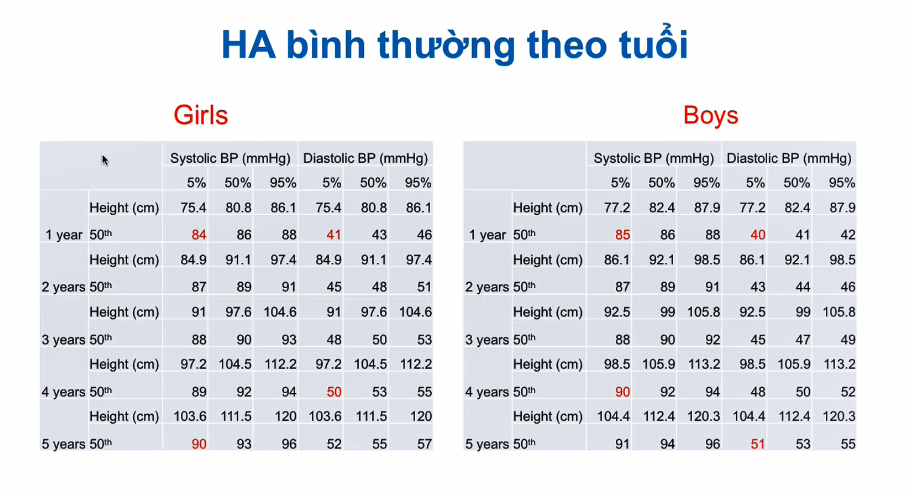 HA bình thường theo tuổi
Girls
Systolic BP (mmHg) Diastolic BP (mmHg)
5% 50% 95% 5% 50% 95%
Height (cm) 75.4 80.8 86.1 75.4 80.8 86.1
1 year 50th 84 86 88 41 43 46
Height (cm) 84.9 91.1 97.4 84.9 91.1 97.4
2 years 50th 87 89 91 45 48 51
Height (cm) 91 97.6 104.6 91 97.6 104.6
3 years 50th 88 90 93 48 50 53
Height (cm) 97.2 104.5 112.2 97.2 104.5 112.2
4 years 50th 89 92 94 50 53 55
Height (cm) 103.6 111.5 120 103.6 111.5 120
5 years 50th 90 93 96 52 55 57
Boys
Systolic BP (mmHg) Diastolic BP (mmHg)
5% 50% 95% 5% 50% 95%
Height (cm) 77.2 82.4 87.9 77.2 82.4 87.9
1 year 50th 85 86 88 40 41 42
Height (cm) 86.1 92.1 98.5 86.1 92.1 98.5
2 years 50th 87 89 91 43 44 46
Height (cm) 92.5 99 105.8 92.5 99 105.8
3 years 50th 88 90 92 45 47 49
Height (cm) 98.5 105.9 113.2 98.5 105.9 113.2
4 years 50th 90 92 94 48 50 52
Height (cm) 104.4 112.4 120.3 104.4 112.4 120.3
5 years 50th 91 94 96 51 53 55